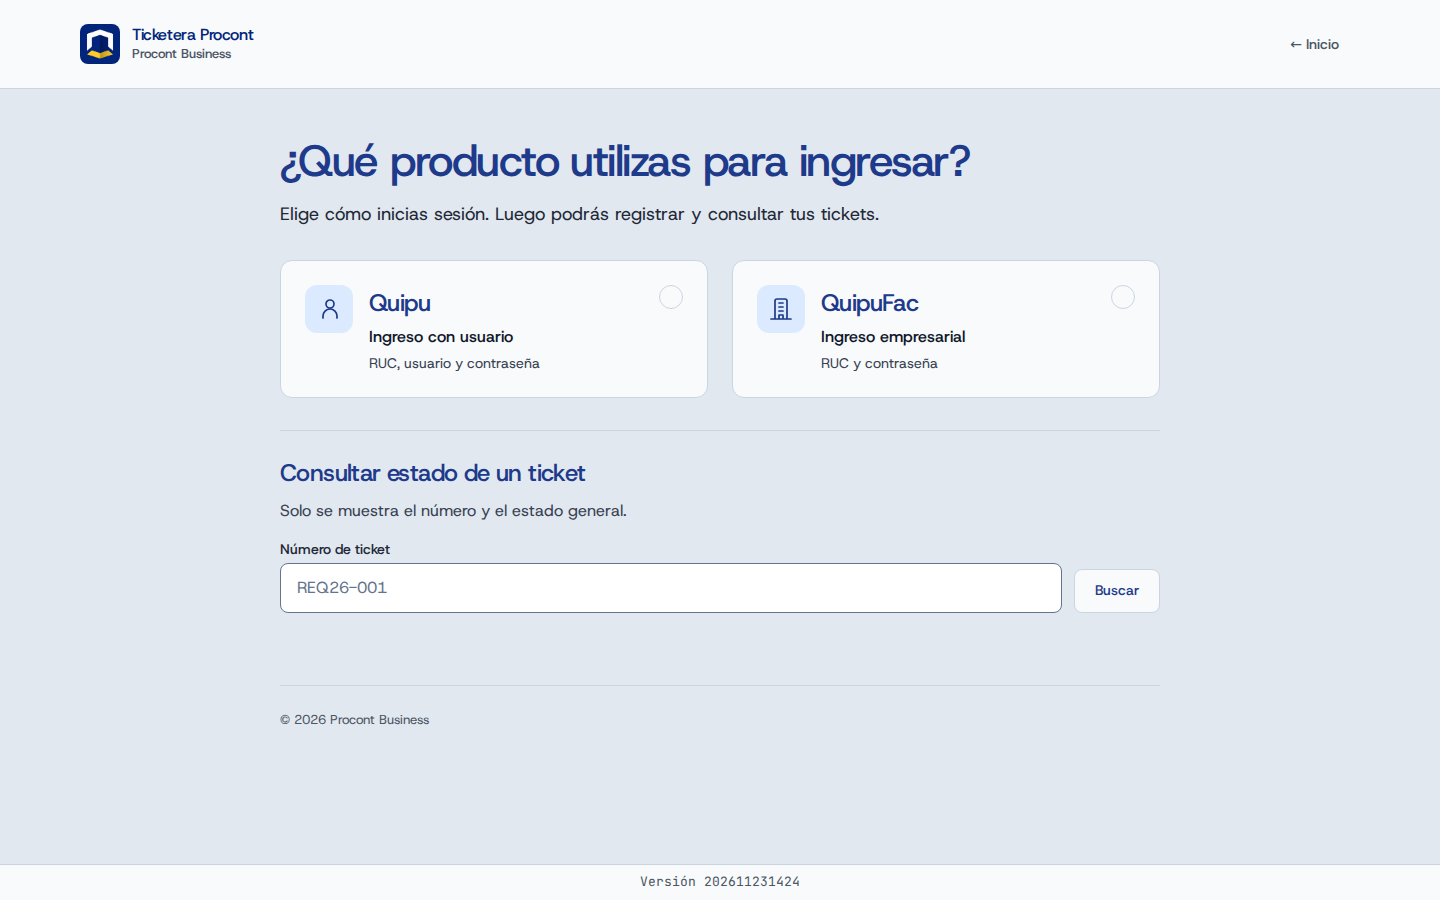 Ticketera Procont
Procont Business
← Inicio
¿Qué producto utilizas para ingresar?
Elige cómo inicias sesión. Luego podrás registrar y consultar tus tickets.
Quipu
Ingreso con usuario
RUC, usuario y contraseña
QuipuFac
Ingreso empresarial
RUC y contraseña
Consultar estado de un ticket
Solo se muestra el número y el estado general.
Número de ticket
REQ26-001
Buscar
© 2026 Procont Business
Versión 202611231424